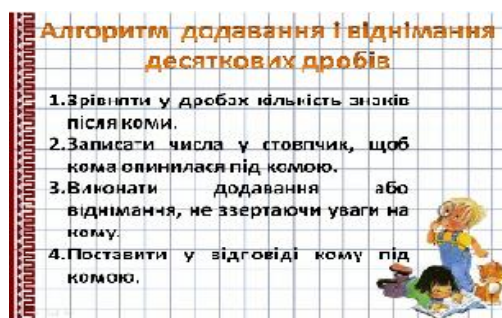 Алгоритм додавання і віднімання
десяткових дробів
1.Зрівняти у дробах кількість знаків
після коми.
2.Записати числа у стовпчик, щоб
кома опинилася під комою.
3.Виконати додавання або
віднімання, не звертаючи уваги на
кому.
4.Поставити у відповіді кому під
комою.